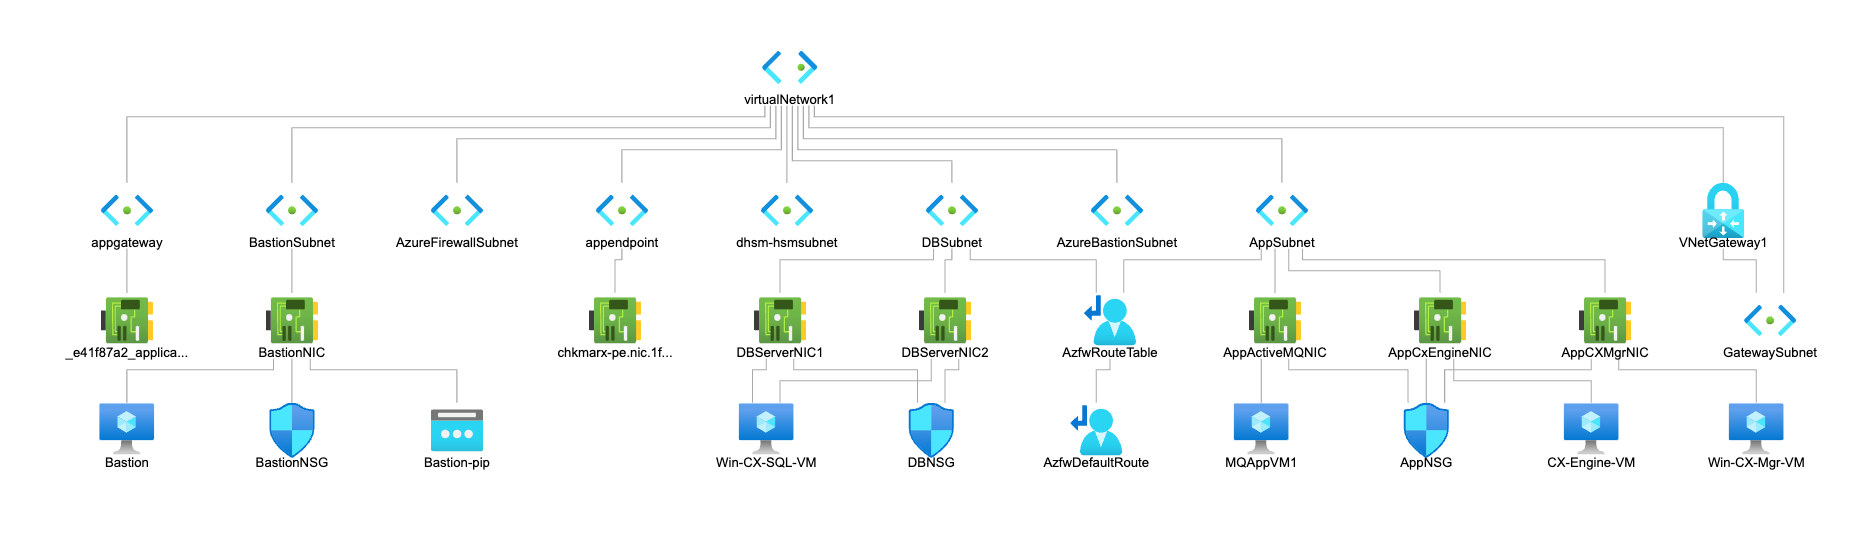 virtualNetwork1
appgateway
BastionSubnet
AzureFirewallSubnet
appendpoint
dhsm-hsmsubnet
DBSubnet
AzureBastionSubnet
AppSubnet
VNetGateway1
_e41f87a2_applica...
BastionNIC
chkmarx-pe.nic.1f...
DBServerNIC1
DBServerNIC2
AzfwRouteTable
AppActiveMQNIC
AppCxEngineNIC
AppCXMgrNIC
GatewaySubnet
Bastion
BastionNSG
Bastion-pip
Win-CX-SQL-VM
DBNSG
AzfwDefaultRoute
MQAppVM1
AppNSG
CX-Engine-VM
Win-CX-Mgr-VM